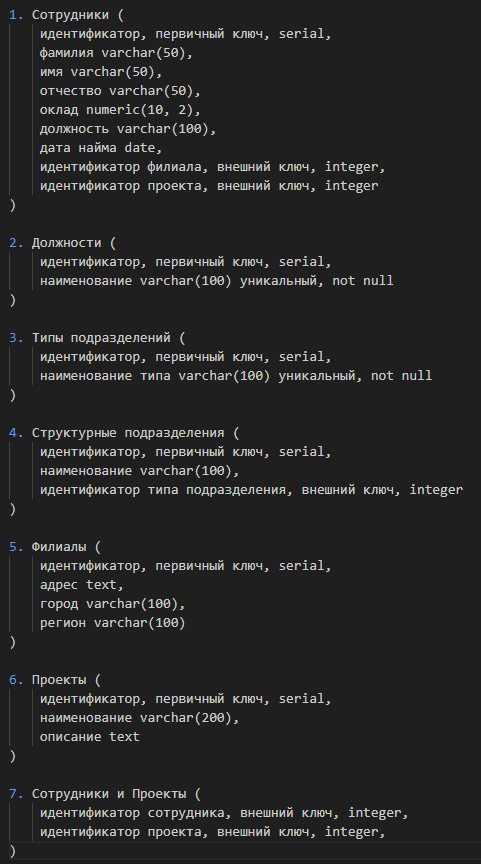 1. Сотрудники (
идентификатор, первичный ключ, serial,
фамилия varchar(50),
имя varchar(50),
отчество varchar(50),
оклад numeric(10, 2),
должность varchar(100),
дата найма date,
идентификатор филиала, внешний ключ, integer,
идентификатор проекта, внешний ключ, integer
)
2. Должности (
идентификатор, первичный ключ, serial,
наименование varchar(100) уникальный, not null
)
3. Типы подразделений (
идентификатор, первичный ключ, serial,
наименование типа varchar(100) уникальный, not null
)
4. Структурные подразделения (
идентификатор, первичный ключ, serial,
наименование varchar(100),
идентификатор типа подразделения, внешний ключ, integer
)
5. Филиалы (
идентификатор, первичный ключ, serial,
адрес text,
город varchar(100),
регион varchar(100)
)
6. Проекты (
идентификатор, первичный ключ, serial,
наименование varchar(200),
описание text
)
7. Сотрудники и Проекты (
идентификатор сотрудника, внешний ключ, integer,
идентификатор проекта, внешний ключ, integer,
)